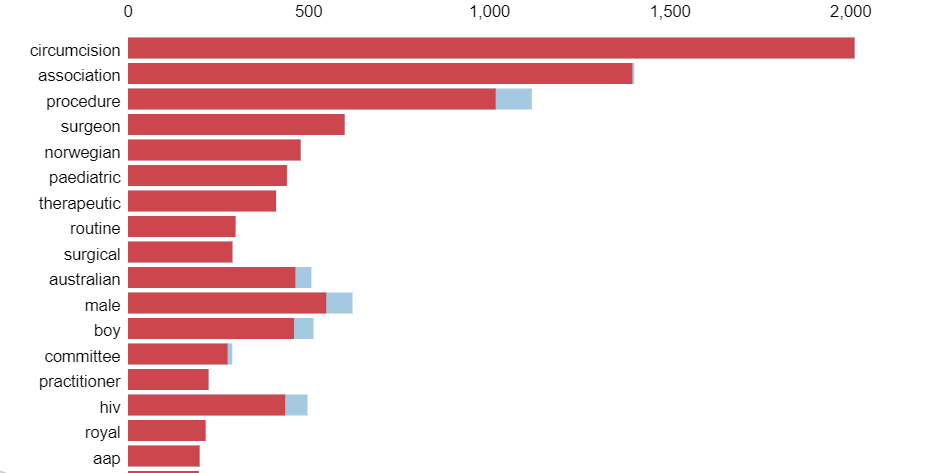 0 500 1,000 1,500 2,000
circumcision
association
procedure
surgeon
norwegian
paediatric
therapeutic
routine
surgical
australian
male
boy
committee
practitioner
hiv
royal
aap